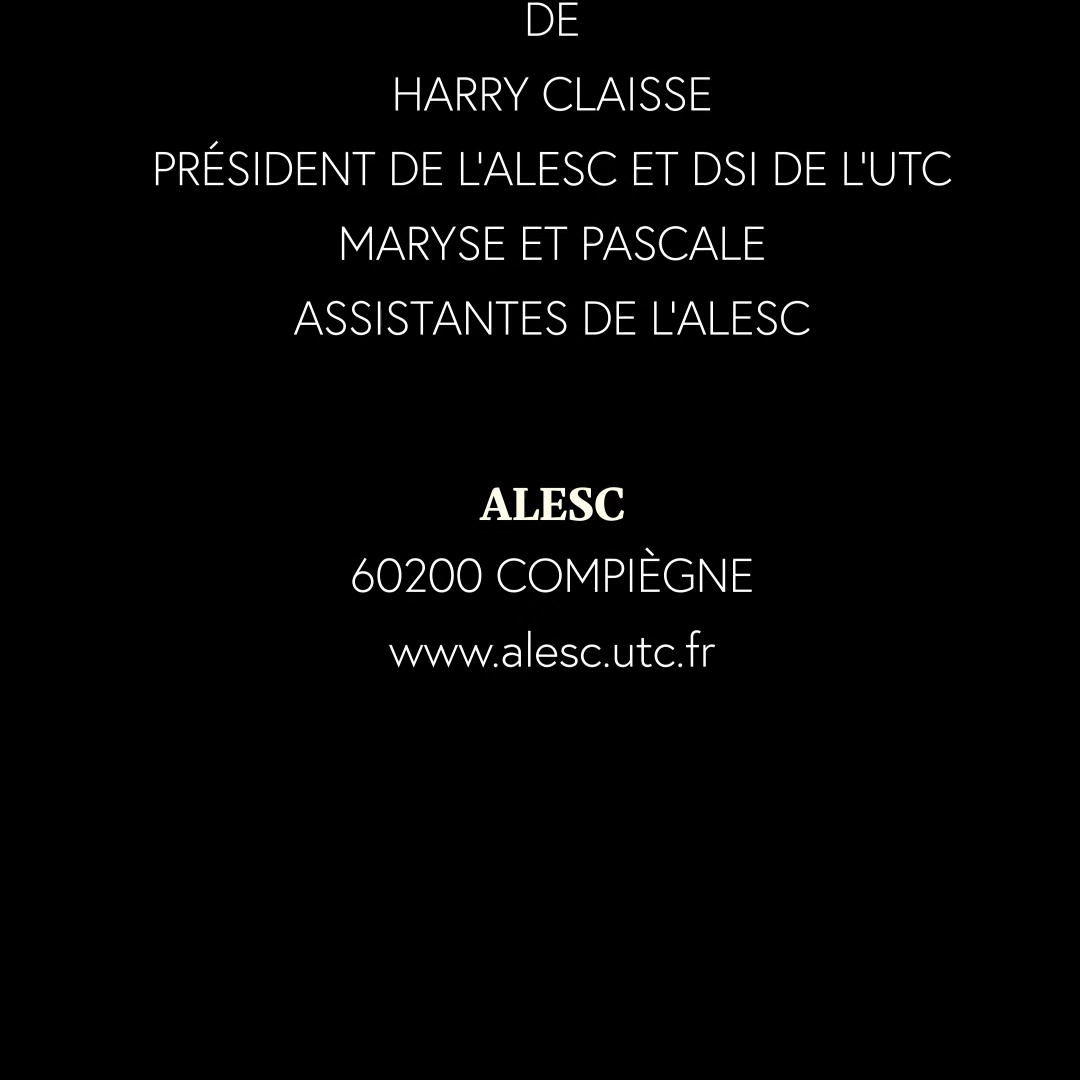 DE
HARRY CLAISSE
PRÉSIDENT DE L'ALESC ET DSI DE L'UTC
MARYSE ET PASCALE
ASSISTANTES DE L'ALESC
ALESC
60200 COMPIÈGNE
www.alesc.utc.fr